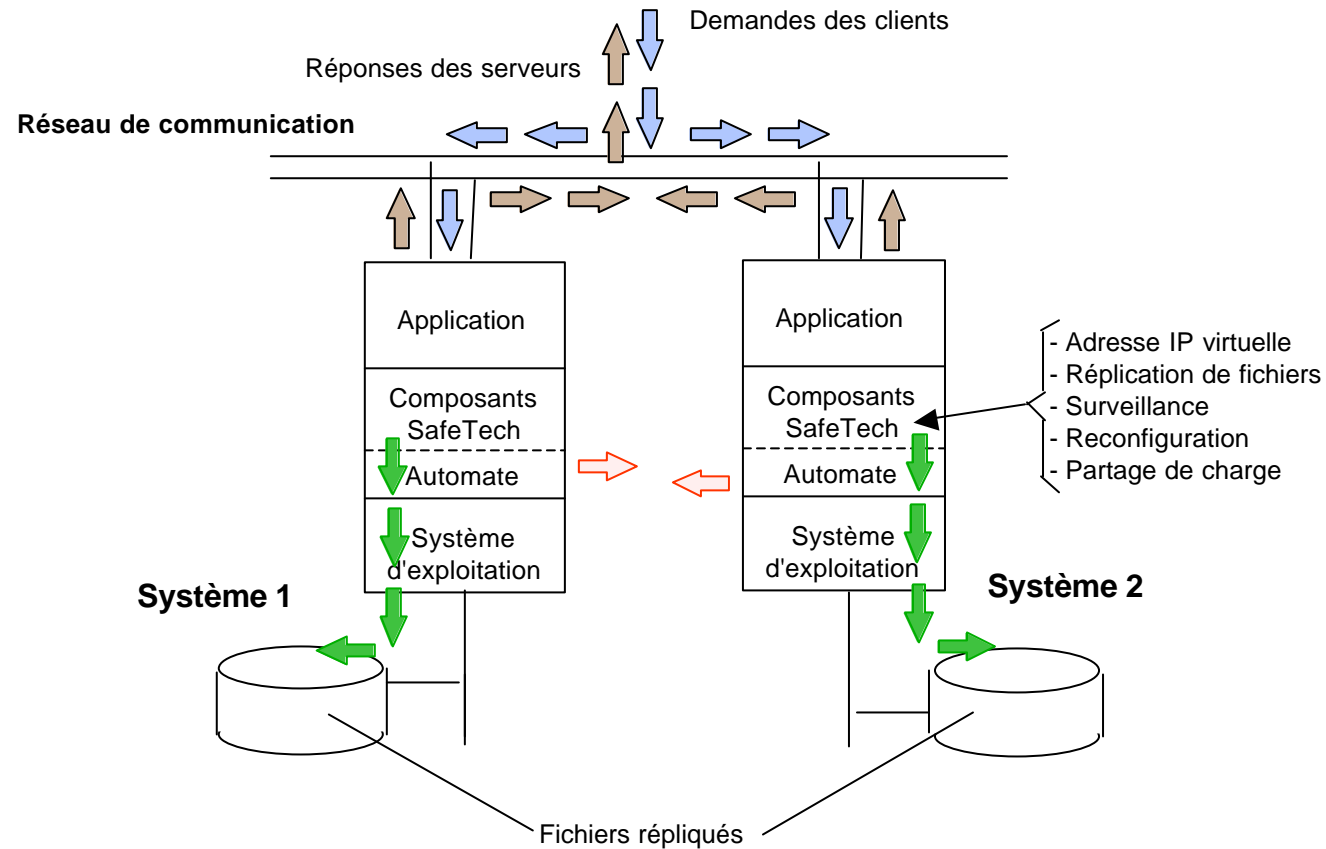 Demandes des clients
Réponses des serveurs
Réseau de communication
Application
Composants
SafeTech
Automate
Système
d'exploitation
Système 1
Application
Composants
SafeTech
Automate
Système
d'exploitation
Système 2
- Adresse IP virtuelle
- Réplication de fichiers
- Surveillance
- Reconfiguration
- Partage de charge
Fichiers répliqués